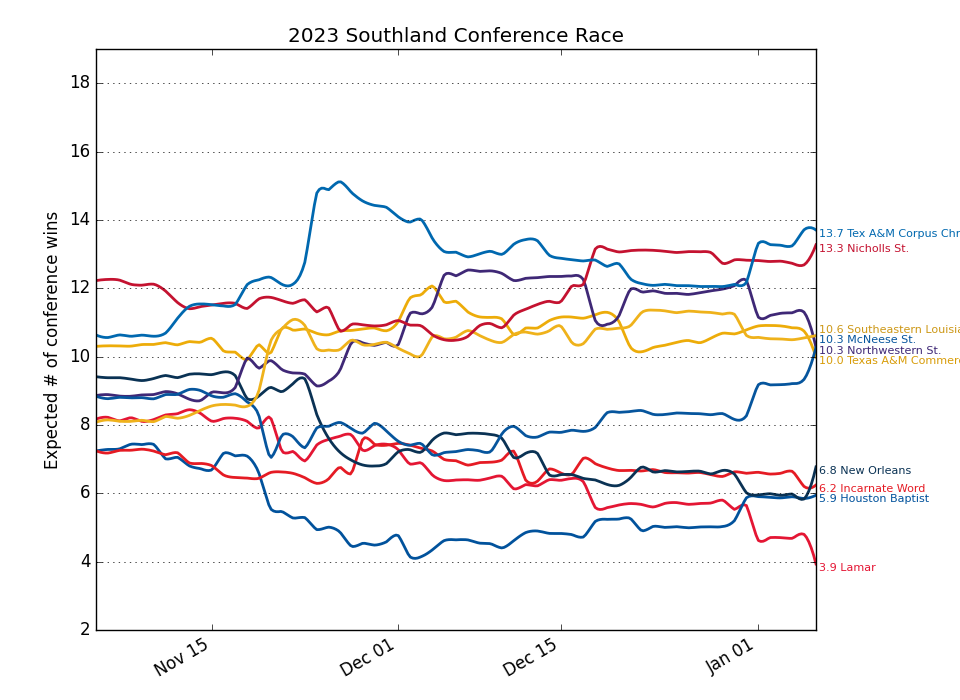 2023 Southland Conference Race
Expected # of conference wins
18
16
14
12
10
8
6
4
2
Nov 15
Dec 01
Dec 15
Jan 01
13.7 Tex A&M Corpus Chr
13.3 Nicholls St.
10.6 Southeastern Louisia
10.3 McNeese St.
10.3 Northwestern St.
10.0 Texas A&M Commerc
6.8 New Orleans
6.2 Incarnate Word
5.9 Houston Baptist
3.9 Lamar